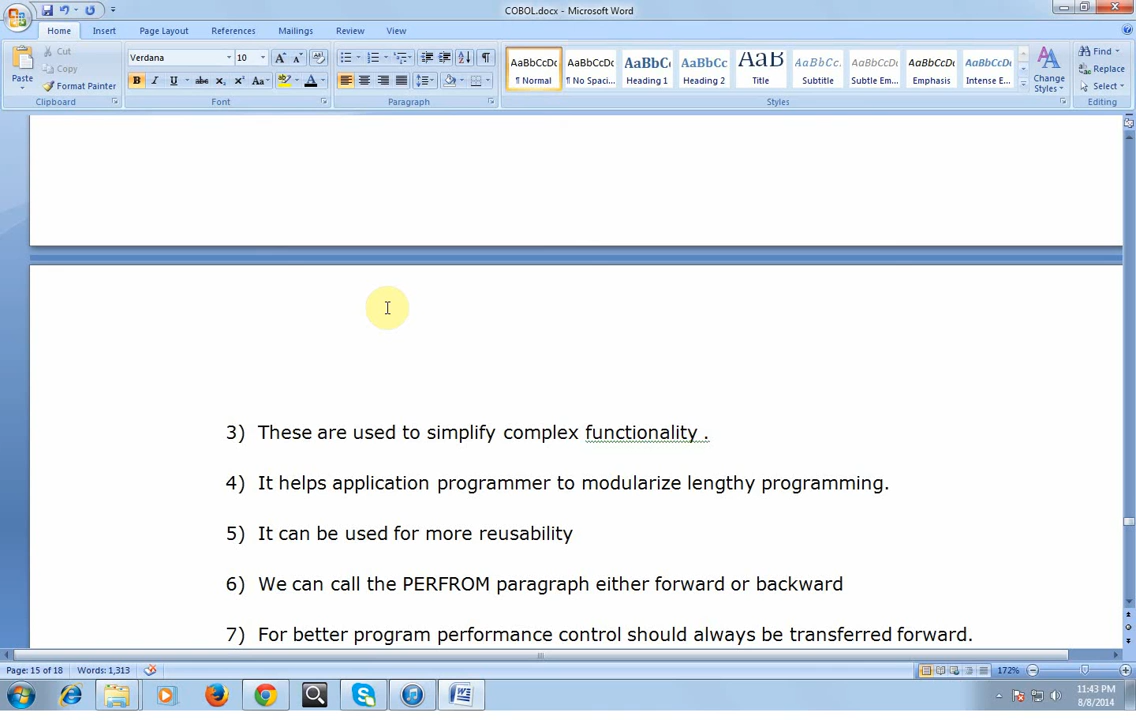 COBOL.docx - Microsoft Word
Home Insert Page Layout References Mailings Review View
Paste
Cut
Copy
Format Painter
Clipboard
Verdana 10
B I U abc X₂ X² Aa A
Font
Paragraph
AaBbCcDc AaBbCcDc AaBbC AaBbCc AaB AaBbCc. AaBbCcDc AaBbCcDc AaBbCcDc
¶ Normal ¶ No Spaci... Heading 1 Heading 2 Title Subtitle Subtle Em... Emphasis Intense E...
Change
Styles
Styles
Find
Replace
Select
Editing
3) These are used to simplify complex functionality .
4) It helps application programmer to modularize lengthy programming.
5) It can be used for more reusability
6) We can call the PERFROM paragraph either forward or backward
7) For better program performance control should always be transferred forward.
Page: 15 of 18 Words: 1,313 172%
11:43 PM
8/8/2014